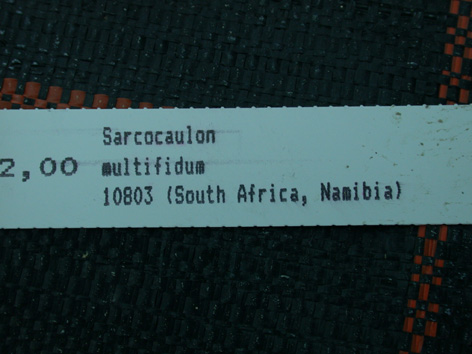 Sarcocaulon
2,00 multifidum
10803 (South Africa, Namibia)